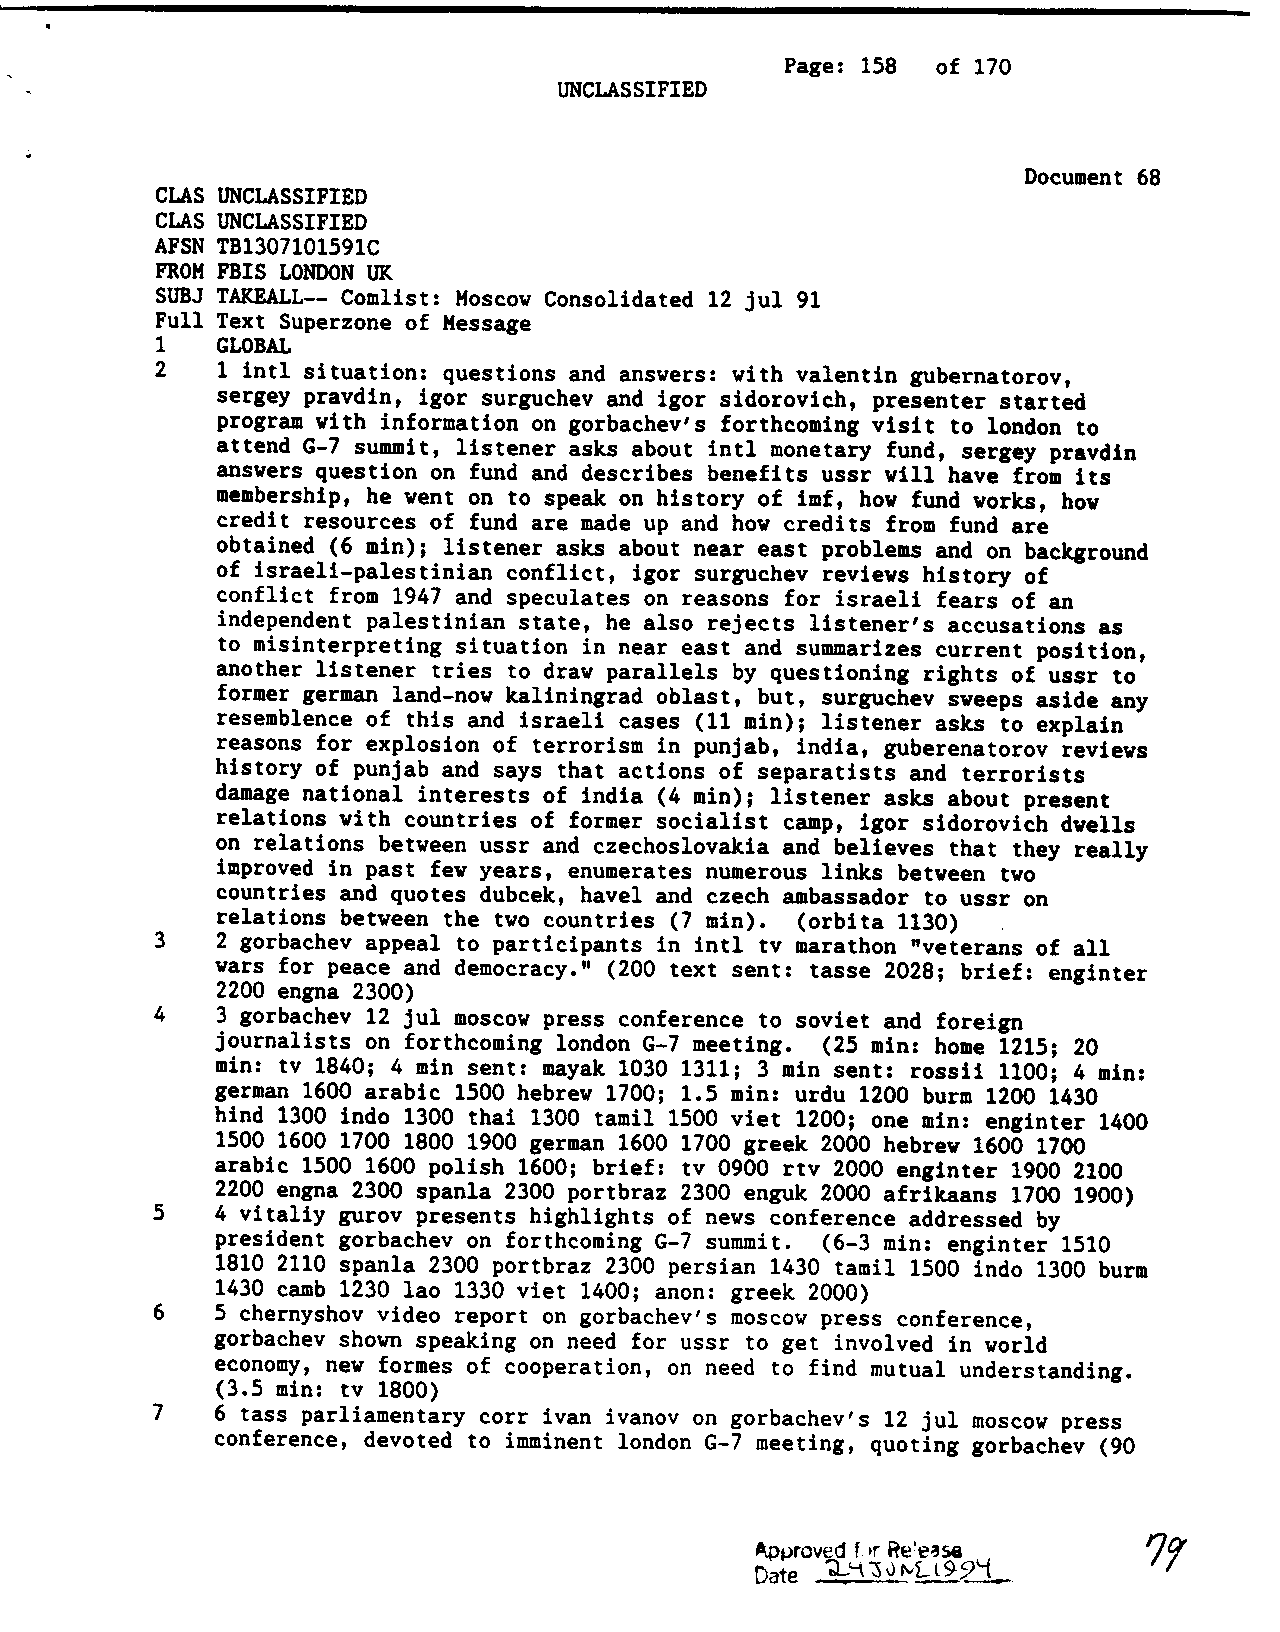 Page: 158 of 170
UNCLASSIFIED
Document 68
CLAS UNCLASSIFIED
CLAS UNCLASSIFIED
AFSN TB1307101591C
FROM FBIS LONDON UK
SUBJ TAKEALL-- Comlist: Moscow Consolidated 12 jul 91
Full Text Superzone of Message
1 GLOBAL
2 1 intl situation: questions and answers: with valentin gubernatorov,
sergey pravdin, igor surguchev and igor sidorovich, presenter started
program with information on gorbachev's forthcoming visit to london to
attend G-7 summit, listener asks about intl monetary fund, sergey pravdin
answers question on fund and describes benefits ussr will have from its
membership, he went on to speak on history of imf, how fund works, how
credit resources of fund are made up and how credits from fund are
obtained (6 min); listener asks about near east problems and on background
of israeli-palestinian conflict, igor surguchev reviews history of
conflict from 1947 and speculates on reasons for israeli fears of an
independent palestinian state, he also rejects listener's accusations as
to misinterpreting situation in near east and summarizes current position,
another listener tries to draw parallels by questioning rights of ussr to
former german land-now kaliningrad oblast, but, surguchev sweeps aside any
resemblence of this and israeli cases (11 min); listener asks to explain
reasons for explosion of terrorism in punjab, india, guberenatorov reviews
history of punjab and says that actions of separatists and terrorists
damage national interests of india (4 min); listener asks about present
relations with countries of former socialist camp, igor sidorovich dwells
on relations between ussr and czechoslovakia and believes that they really
improved in past few years, enumerates numerous links between two
countries and quotes dubcek, havel and czech ambassador to ussr on
relations between the two countries (7 min). (orbita 1130)
3 2 gorbachev appeal to participants in intl tv marathon "veterans of all
wars for peace and democracy." (200 text sent: tasse 2028; brief: enginter
2200 engna 2300)
4 3 gorbachev 12 jul moscow press conference to soviet and foreign
journalists on forthcoming london G-7 meeting. (25 min: home 1215; 20
min: tv 1840; 4 min sent: mayak 1030 1311; 3 min sent: rossii 1100; 4 min:
german 1600 arabic 1500 hebrew 1700; 1.5 min: urdu 1200 burm 1200 1430
hind 1300 indo 1300 thai 1300 tamil 1500 viet 1200; one min: enginter 1400
1500 1600 1700 1800 1900 german 1600 1700 greek 2000 hebrew 1600 1700
arabic 1500 1600 polish 1600; brief: tv 0900 rtv 2000 enginter 1900 2100
2200 engna 2300 spanla 2300 portbraz 2300 enguk 2000 afrikaans 1700 1900)
5 4 vitaliy gurov presents highlights of news conference addressed by
president gorbachev on forthcoming G-7 summit. (6-3 min: enginter 1510
1810 2110 spanla 2300 portbraz 2300 persian 1430 tamil 1500 indo 1300 burm
1430 camb 1230 lao 1330 viet 1400; anon: greek 2000)
6 5 chernyshov video report on gorbachev's moscow press conference,
gorbachev shown speaking on need for ussr to get involved in world
economy, new formes of cooperation, on need to find mutual understanding.
(3.5 min: tv 1800)
7 6 tass parliamentary corr ivan ivanov on gorbachev's 12 jul moscow press
conference, devoted to imminent london G-7 meeting, quoting gorbachev (90
Approved for Release
Date 24 JUNE 1994
79